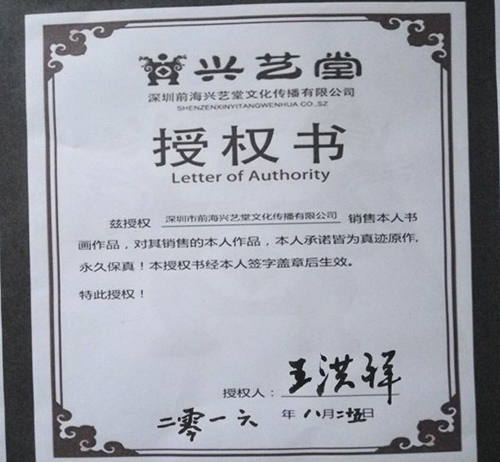 兴艺堂
深圳前海兴艺堂文化传播有限公司
SHENZENXINYITANGWENHUA CO.,SZ
授权书
Letter of Authority
兹授权 深圳市前海兴艺堂文化传播有限公司 销售本人书
画作品，对其销售的本人作品，本人承诺皆为真迹原作，
永久保真！本授权书经本人签字盖章后生效。
特此授权！
授权人：王洪祥
二零一六 年 八月二五日